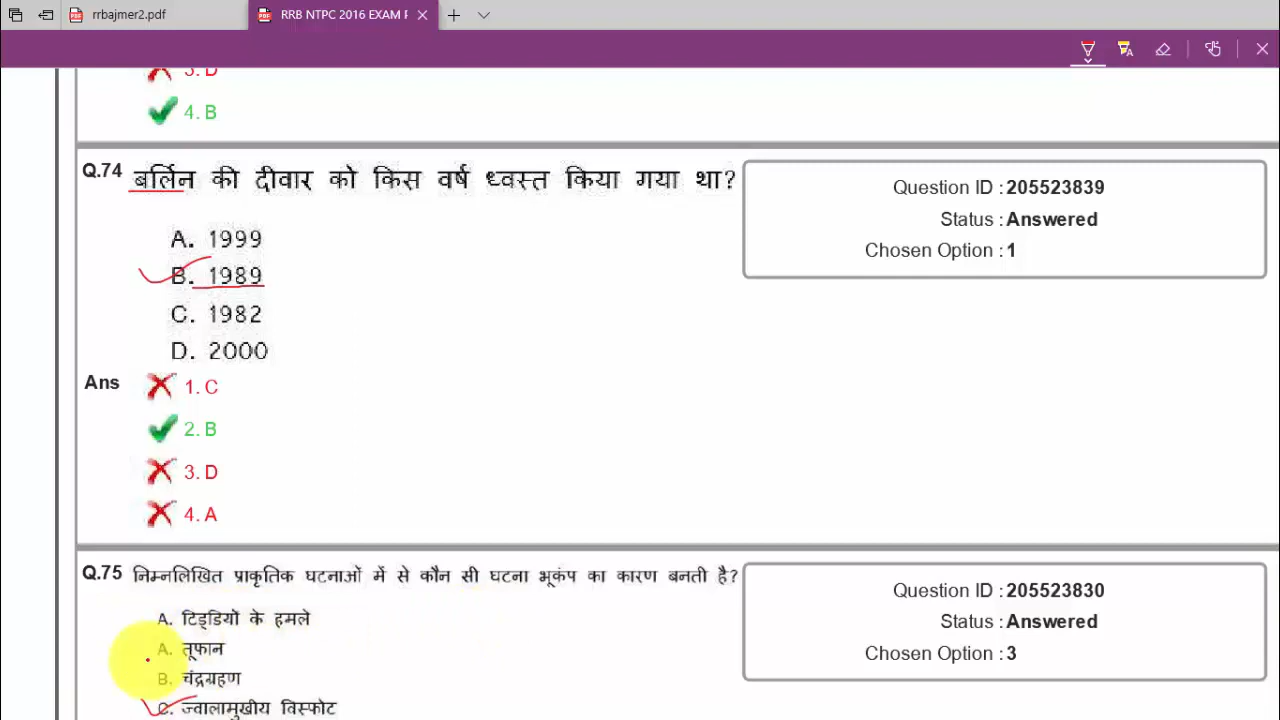 rrbajmer2.pdf
RRB NTPC 2016 EXAM
3. D
4. B
Q.74 बर्लिन की दीवार को किस वर्ष ध्वस्त किया गया था?
A. 1999
B. 1989
C. 1982
D. 2000
Question ID : 205523839
Status : Answered
Chosen Option : 1
Ans
1. C
2. B
3. D
4. A
Q.75 निम्नलिखित प्राकृतिक घटनाओं में से कौन सी घटना भूकंप का कारण बनती है?
A. टिड्डियों के हमले
A. तूफान
B. चंद्रग्रहण
C. ज्वालामुखीय विस्फोट
Question ID : 205523830
Status : Answered
Chosen Option : 3